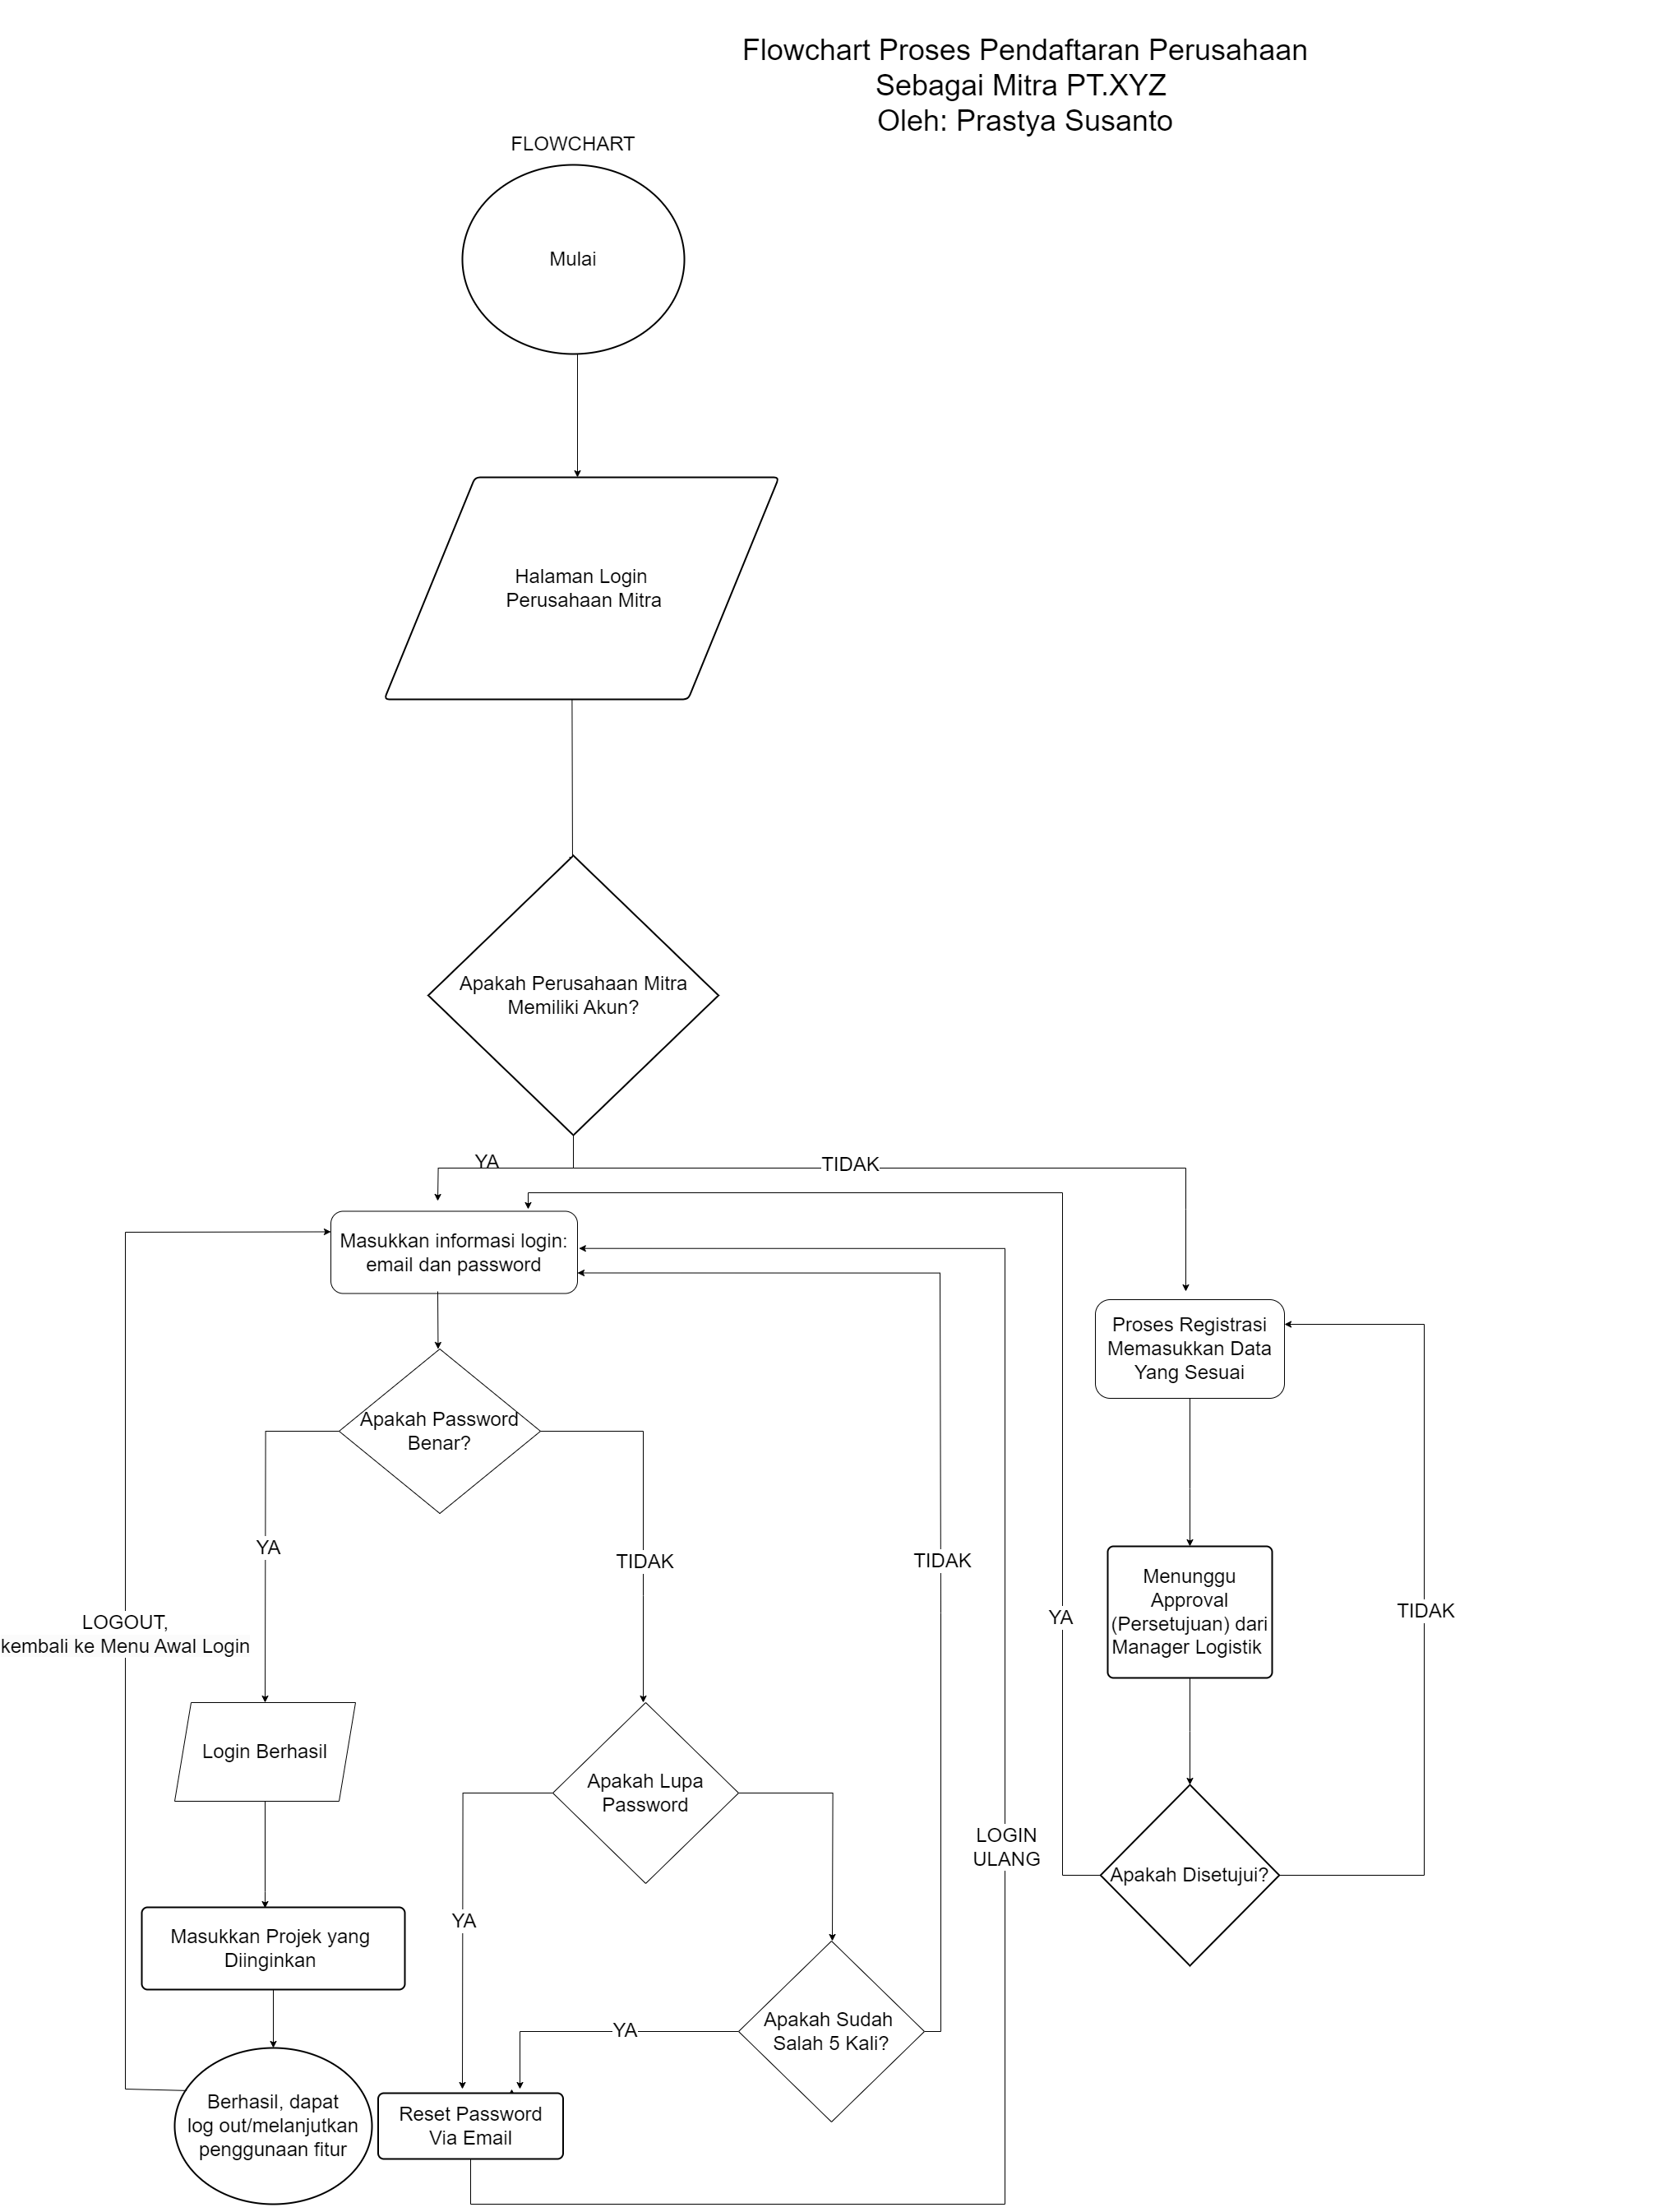 Flowchart Proses Pendaftaran Perusahaan
Sebagai Mitra PT.XYZ
Oleh: Prastya Susanto
FLOWCHART
Mulai
Halaman Login
Perusahaan Mitra
Apakah Perusahaan Mitra
Memiliki Akun?
YA
TIDAK
Masukkan informasi login:
email dan password
Proses Registrasi
Memasukkan Data
Yang Sesuai
Apakah Password
Benar?
YA
TIDAK
TIDAK
LOGOUT,
kembali ke Menu Awal Login
YA
Menunggu
Approval
(Persetujuan) dari
Manager Logistik
TIDAK
Login Berhasil
Apakah Lupa
Password
LOGIN
ULANG
Apakah Disetujui?
YA
Masukkan Projek yang
Diinginkan
Apakah Sudah
Salah 5 Kali?
YA
Berhasil, dapat
log out/melanjutkan
penggunaan fitur
Reset Password
Via Email